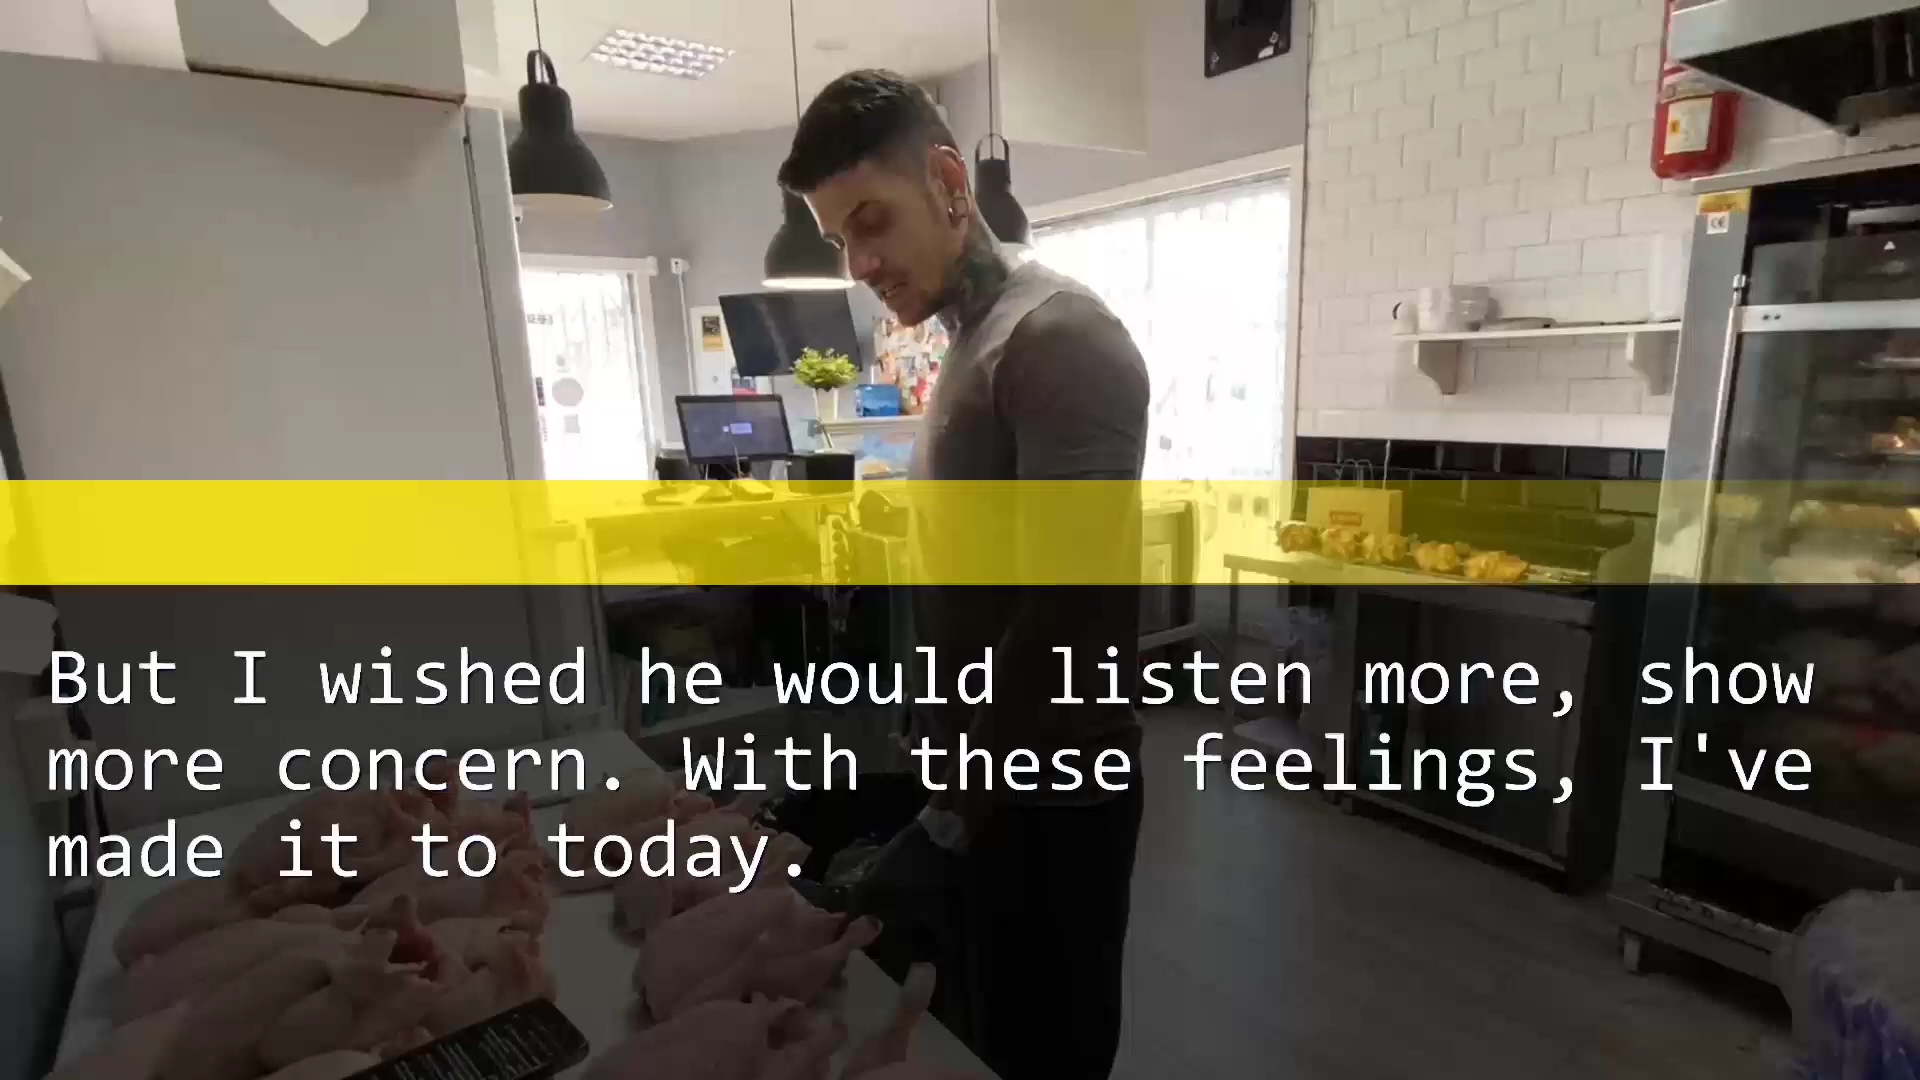 But I wished he would listen more, show
more concern. With these feelings, I've
made it to today.